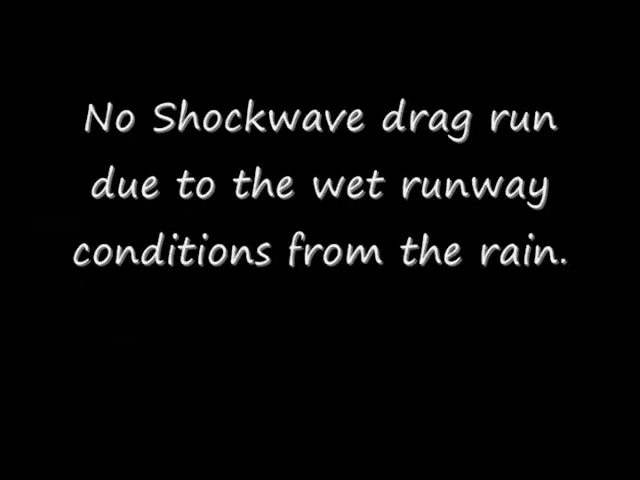 No Shockwave drag run
due to the wet runway
conditions from the rain.